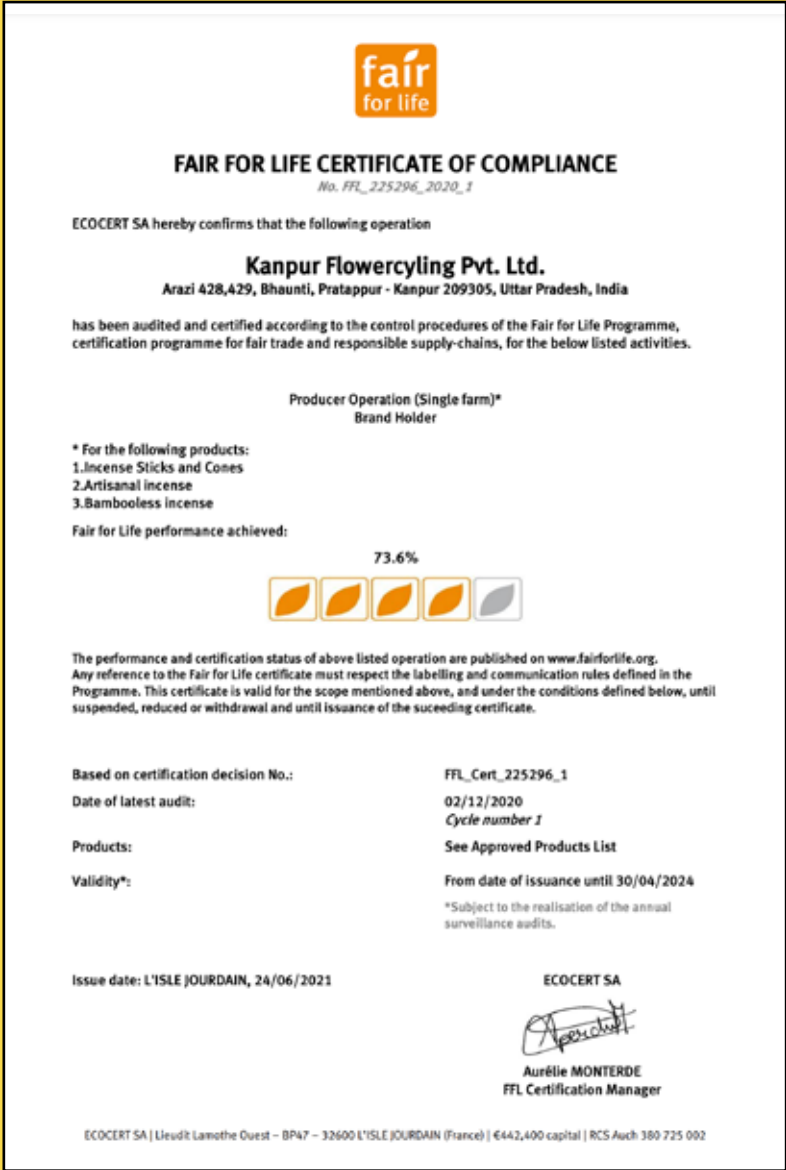 fair
for life
FAIR FOR LIFE CERTIFICATE OF COMPLIANCE
No. FFL_225296_2020_1
ECOCERT SA hereby confirms that the following operation
Kanpur Flowercyling Pvt. Ltd.
Arazi 428,429, Bhaunti, Pratappur - Kanpur 209305, Uttar Pradesh, India
has been audited and certified according to the control procedures of the Fair for Life Programme,
certification programme for fair trade and responsible supply-chains, for the below listed activities.
Producer Operation (Single farm)*
Brand Holder
* For the following products:
1.Incense Sticks and Cones
2.Artisanal incense
3.Bambooless incense
Fair for Life performance achieved:
73.6%
The performance and certification status of above listed operation are published on www.fairforlife.org.
Any reference to the Fair for Life certificate must respect the labelling and communication rules defined in the
Programme. This certificate is valid for the scope mentioned above, and under the conditions defined below, until
suspended, reduced or withdrawal and until issuance of the suceeding certificate.
Based on certification decision No.: FFL_Cert_225296_1
Date of latest audit: 02/12/2020
Cycle number 1
Products: See Approved Products List
Validity*: From date of issuance until 30/04/2024
*Subject to the realisation of the annual
surveillance audits.
Issue date: L'ISLE JOURDAIN, 24/06/2021 ECOCERT SA
Aurélie MONTERDE
FFL Certification Manager
ECOCERT SA | Lieudit Lamothe Ouest – BP47 – 32600 L'ISLE JOURDAIN (France) | €442,400 capital | RCS Auch 380 725 002